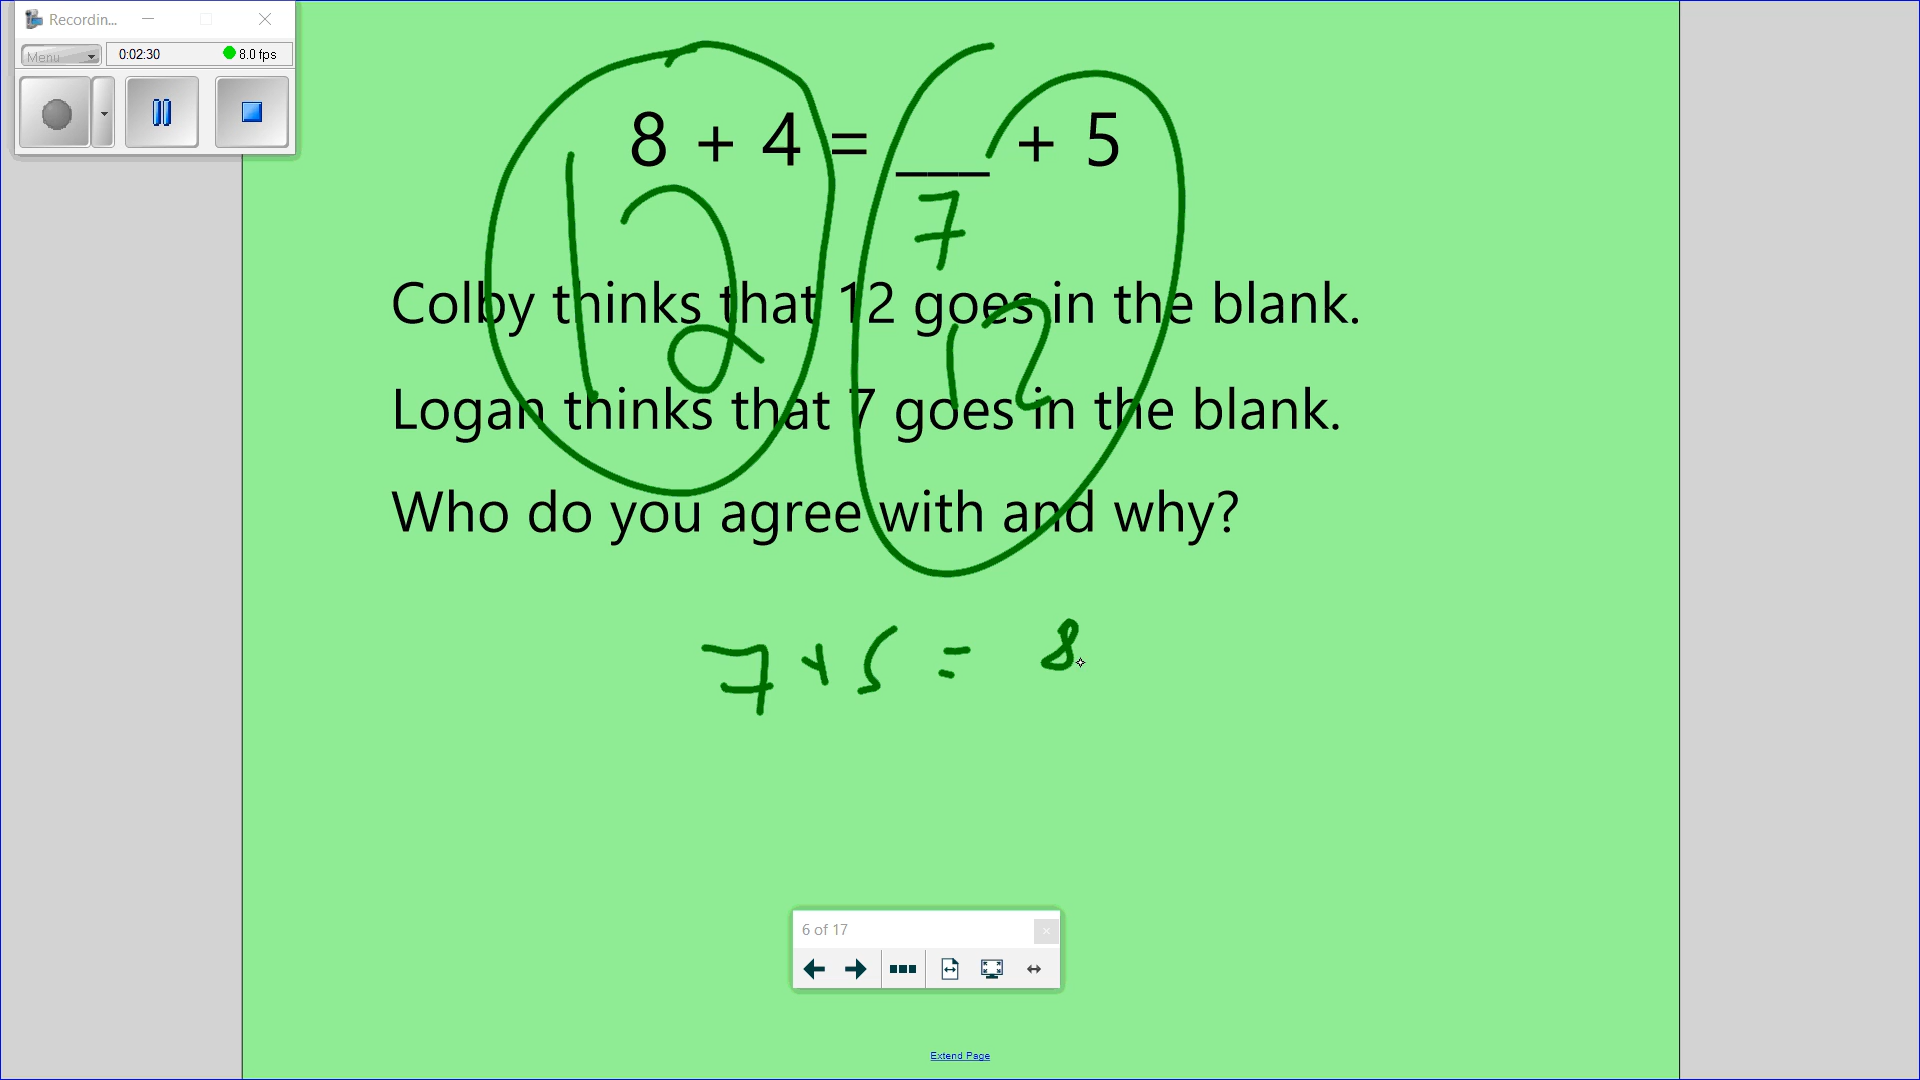 Recordin...
Menu
0:02:30
8.0 fps
8 + 4 = ___ + 5
12
7
Colby thinks that 12 goes in the blank.
12
Logan thinks that 7 goes in the blank.
Who do you agree with and why?
7 + 5 = 8
6 of 17
Extend Page